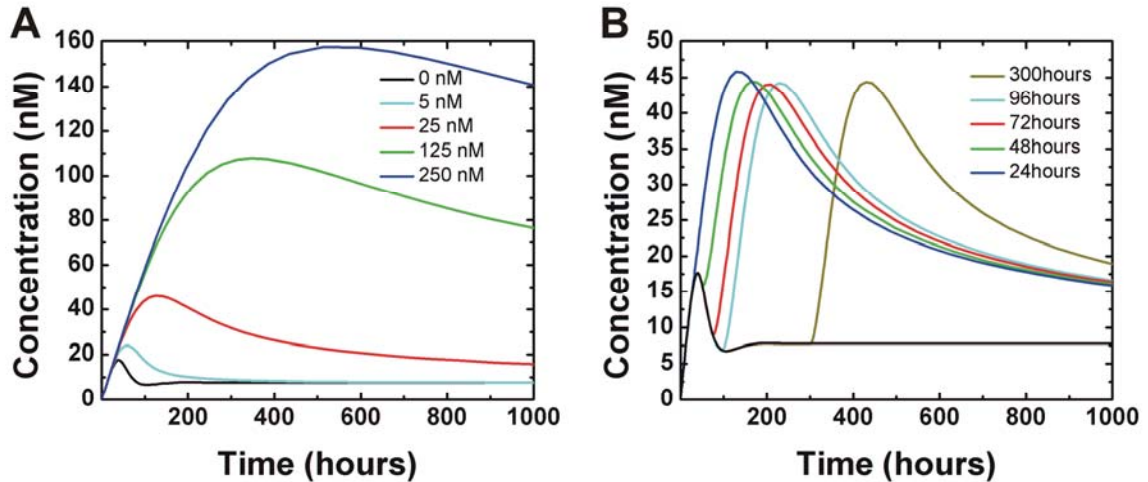 A
Concentration (nM)
160
140
120
100
80
60
40
20
0
0 nM
5 nM
25 nM
125 nM
250 nM
200
400
600
800
1000
Time (hours)
B
Concentration (nM)
50
45
40
35
30
25
20
15
10
5
0
300hours
96hours
72hours
48hours
24hours
200
400
600
800
1000
Time (hours)